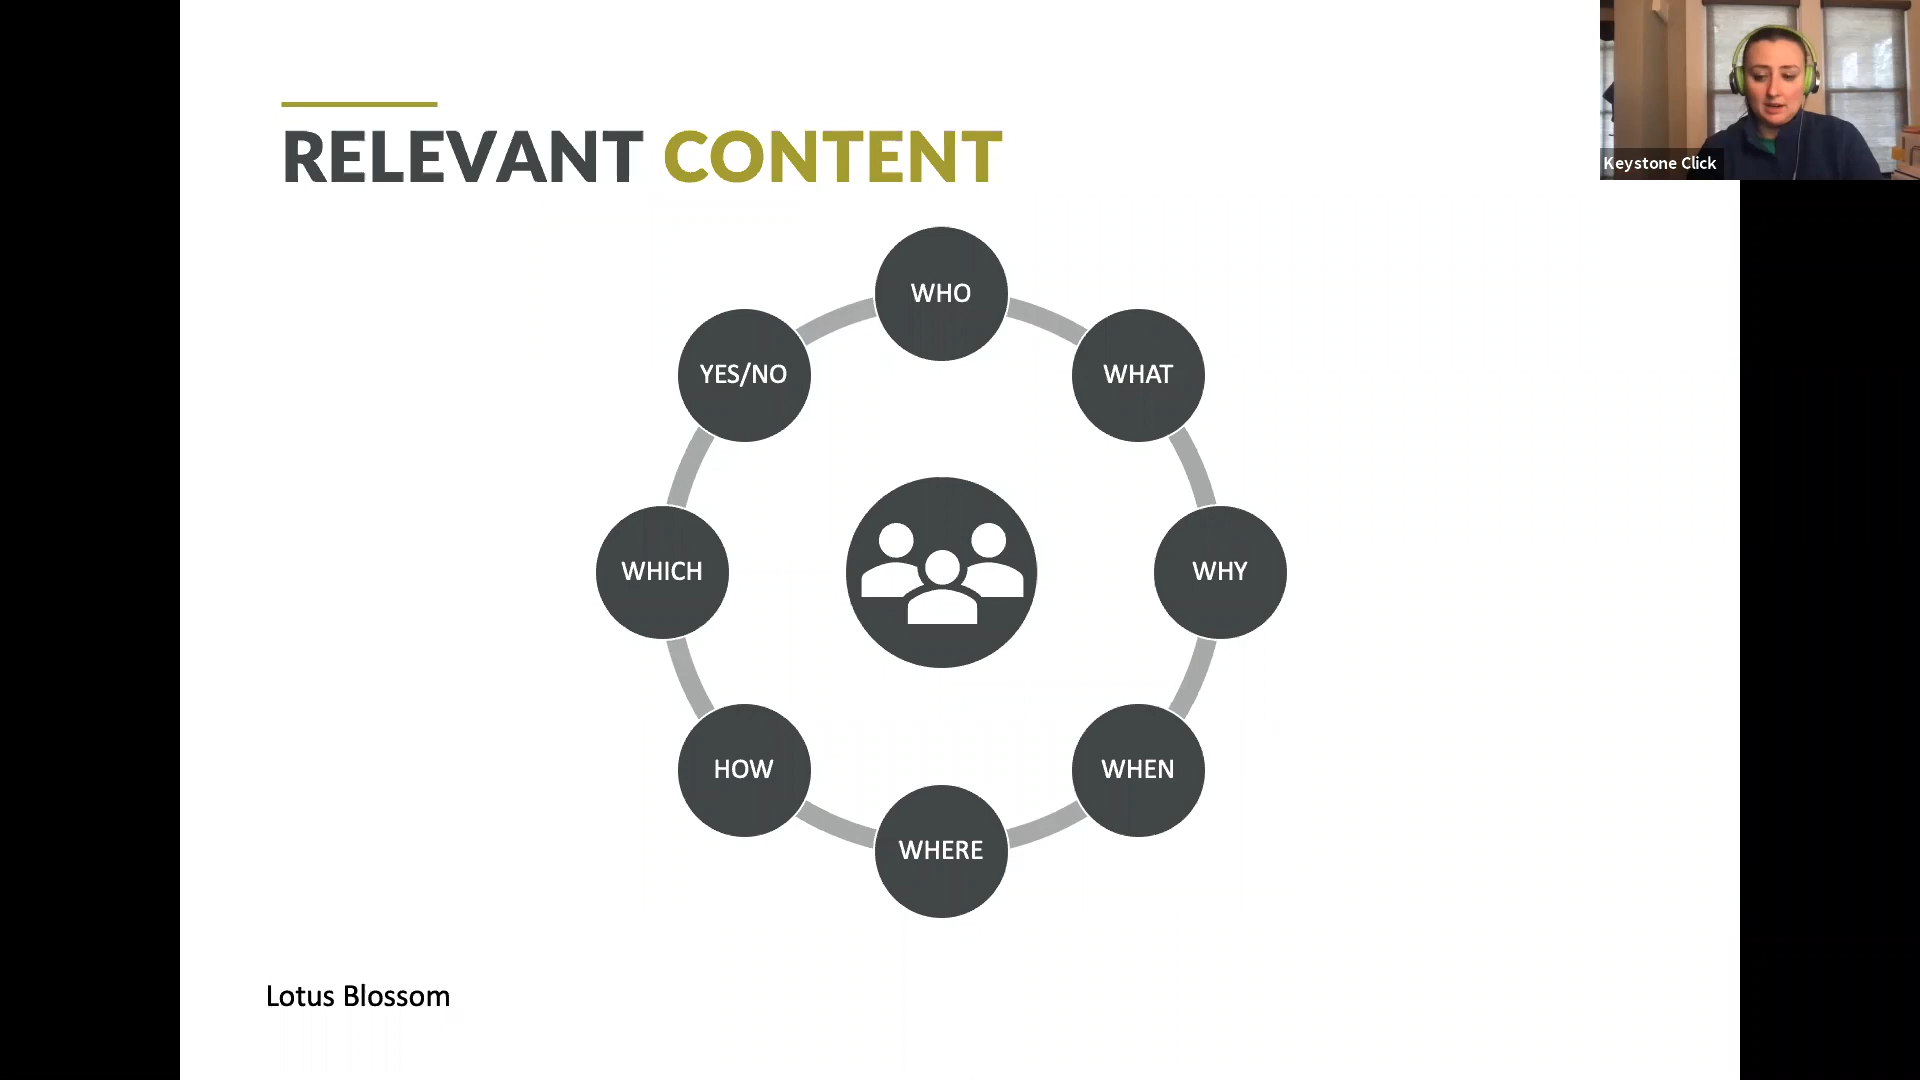 RELEVANT CONTENT
Keystone Click
WHO
WHAT
WHY
WHEN
WHERE
HOW
WHICH
YES/NO
Lotus Blossom